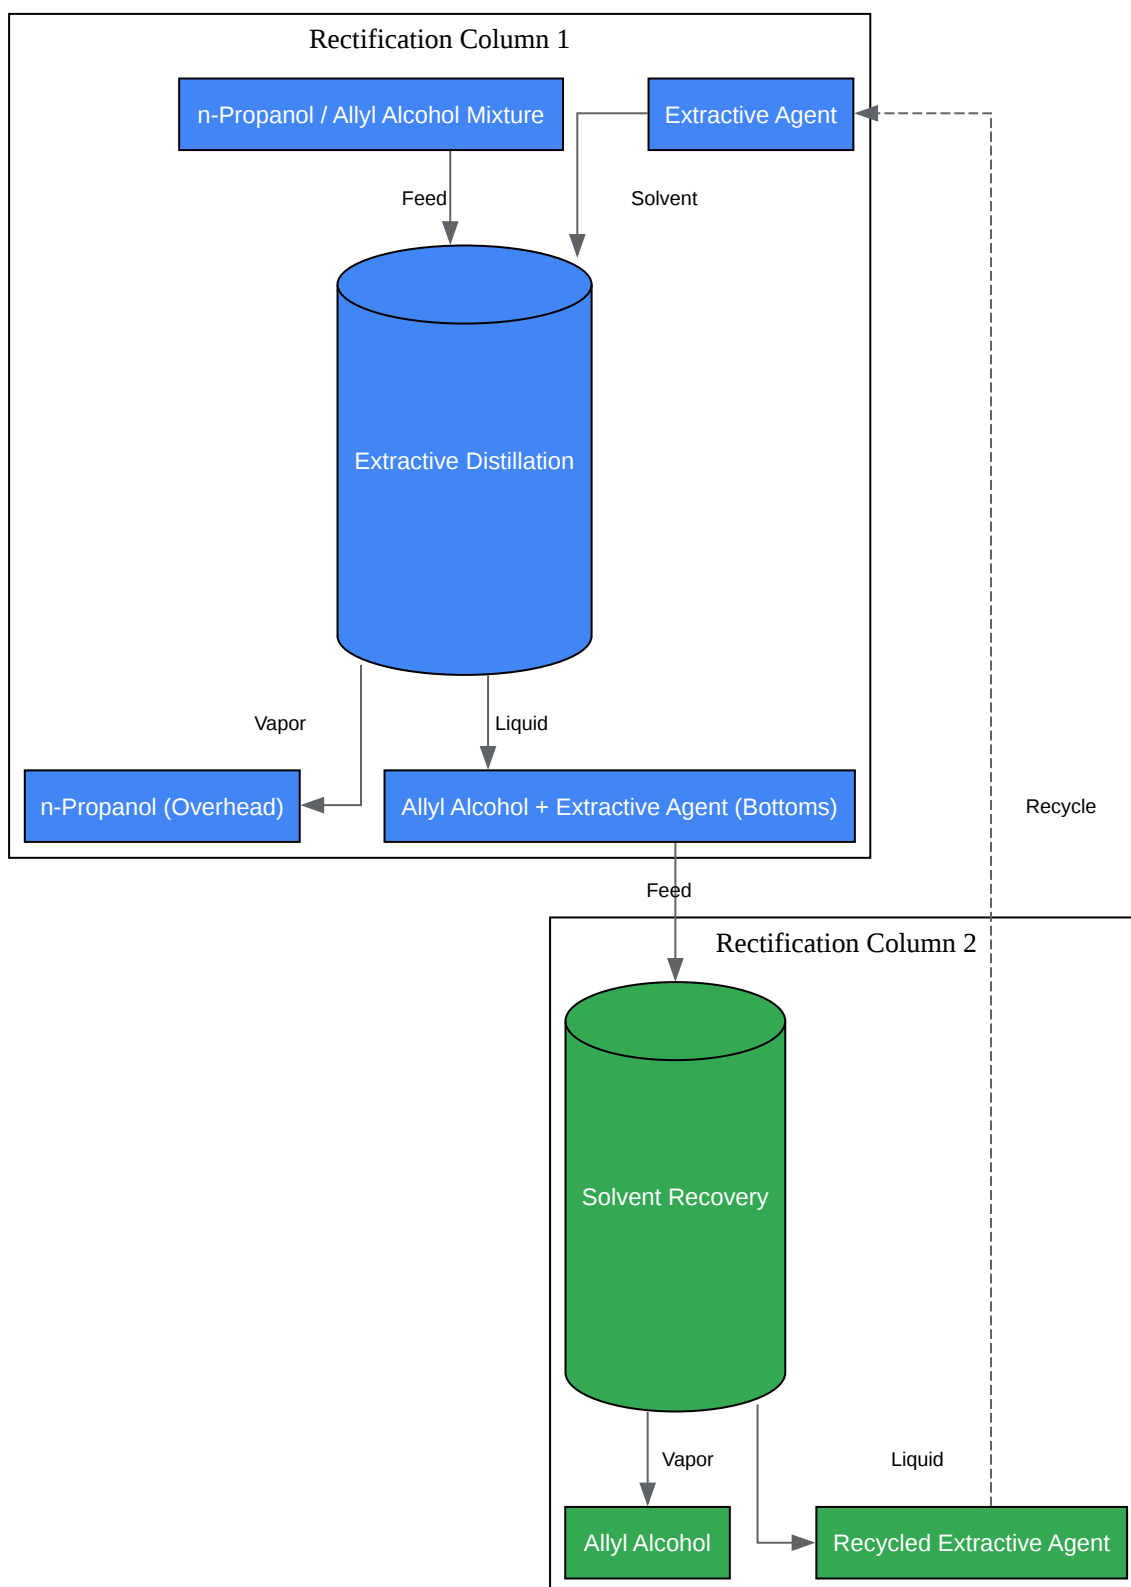 Rectification Column 1
n-Propanol / Allyl Alcohol Mixture
Extractive Agent
Feed
Solvent
Extractive Distillation
Vapor
Liquid
n-Propanol (Overhead)
Allyl Alcohol + Extractive Agent (Bottoms)
Recycle
Feed
Rectification Column 2
Solvent Recovery
Vapor
Liquid
Allyl Alcohol
Recycled Extractive Agent